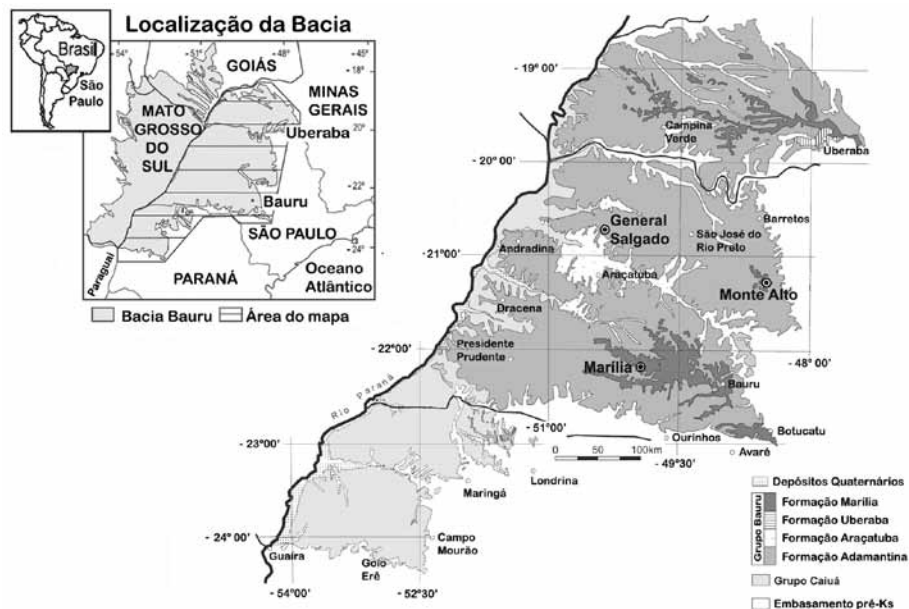 Localização da Bacia
Brasil
São
Paulo
- 54°
- 51°
- 48°
GOIÁS
- 18°
MATO
GROSSO
DO
SUL
MINAS
GERAIS
Uberaba
20°
22°
Bauru
SÃO PAULO
24°
Paraguai
PARANÁ
Oceano
Atlântico
Bacia Bauru
Área do mapa
- 19°00'
Campina
Verde
Uberaba
- 20° 00'
General
Salgado
Barretos
São José do
Rio Preto
Andradina
- 21°00'
Araçatuba
Monte Alto
Dracena
- 22°00'
Presidente
Prudente
- 48° 00'
Marília
Bauru
Rio Paraná
- 51°00'
Botucatu
Ourinhos
0 50 100km
- 49°30'
Avaré
- 23°00'
Londrina
Maringá
- 24° 00'
Campo
Mourão
Guaíra
Goio
Erê
- 54°00'
- 52°30'
Depósitos Quaternários
Grupo Bauru
Formação Marília
Formação Uberaba
Formação Araçatuba
Formação Adamantina
Grupo Caiuá
Embasamento pré-Ks